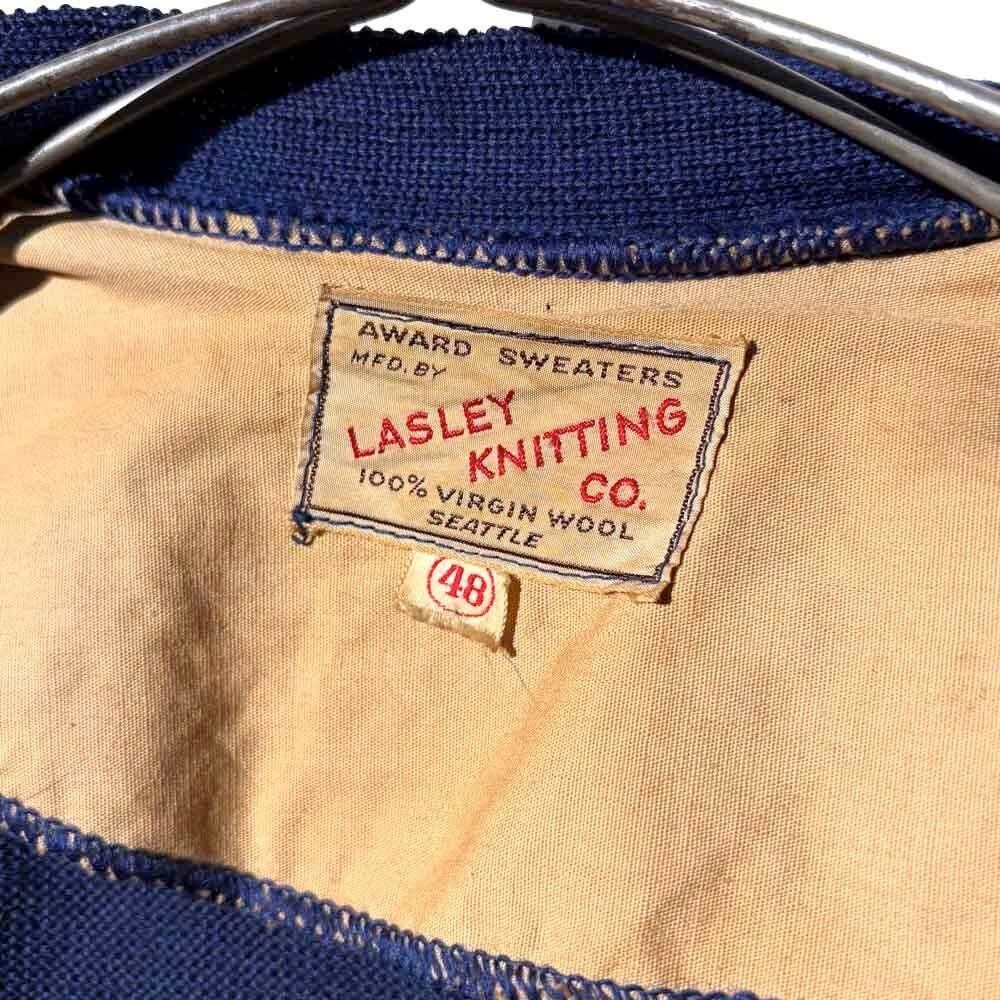 AWARD SWEATERS
MFD. BY
LASLEY
KNITTING
CO.
100% VIRGIN WOOL
SEATTLE
48